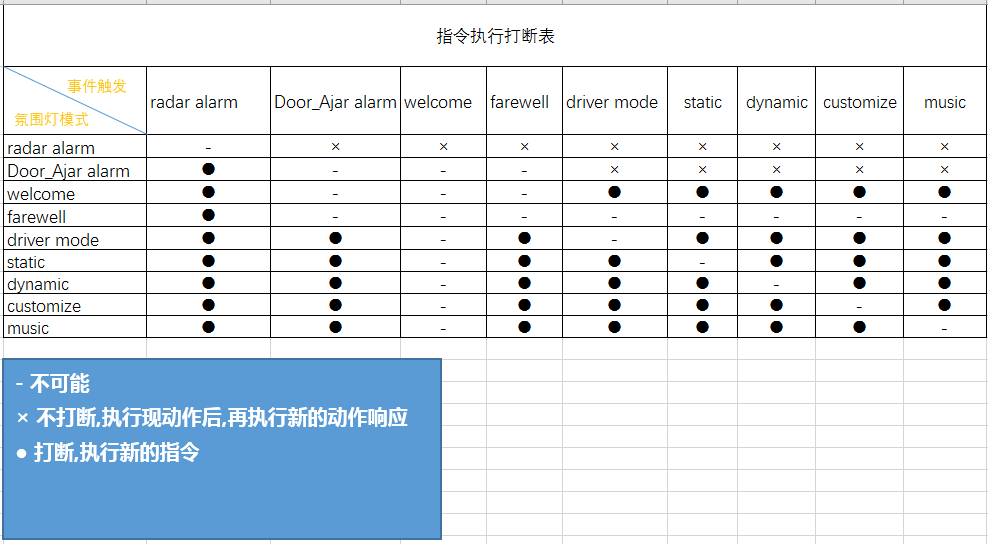 指令执行打断表
事件触发
氛围灯模式
radar alarm Door_Ajar alarm welcome farewell driver mode static dynamic customize music
radar alarm - × × × × × × × ×
Door_Ajar alarm ● - - - × × × × ×
welcome ● - - - ● ● ● ● ●
farewell ● - - - - - - - -
driver mode ● ● - ● - ● ● ● ●
static ● ● - ● ● - ● ● ●
dynamic ● ● - ● ● ● - ● ●
customize ● ● - ● ● ● ● - ●
music ● ● - ● ● ● ● ● -
- 不可能
× 不打断,执行现动作后,再执行新的动作响应
● 打断,执行新的指令